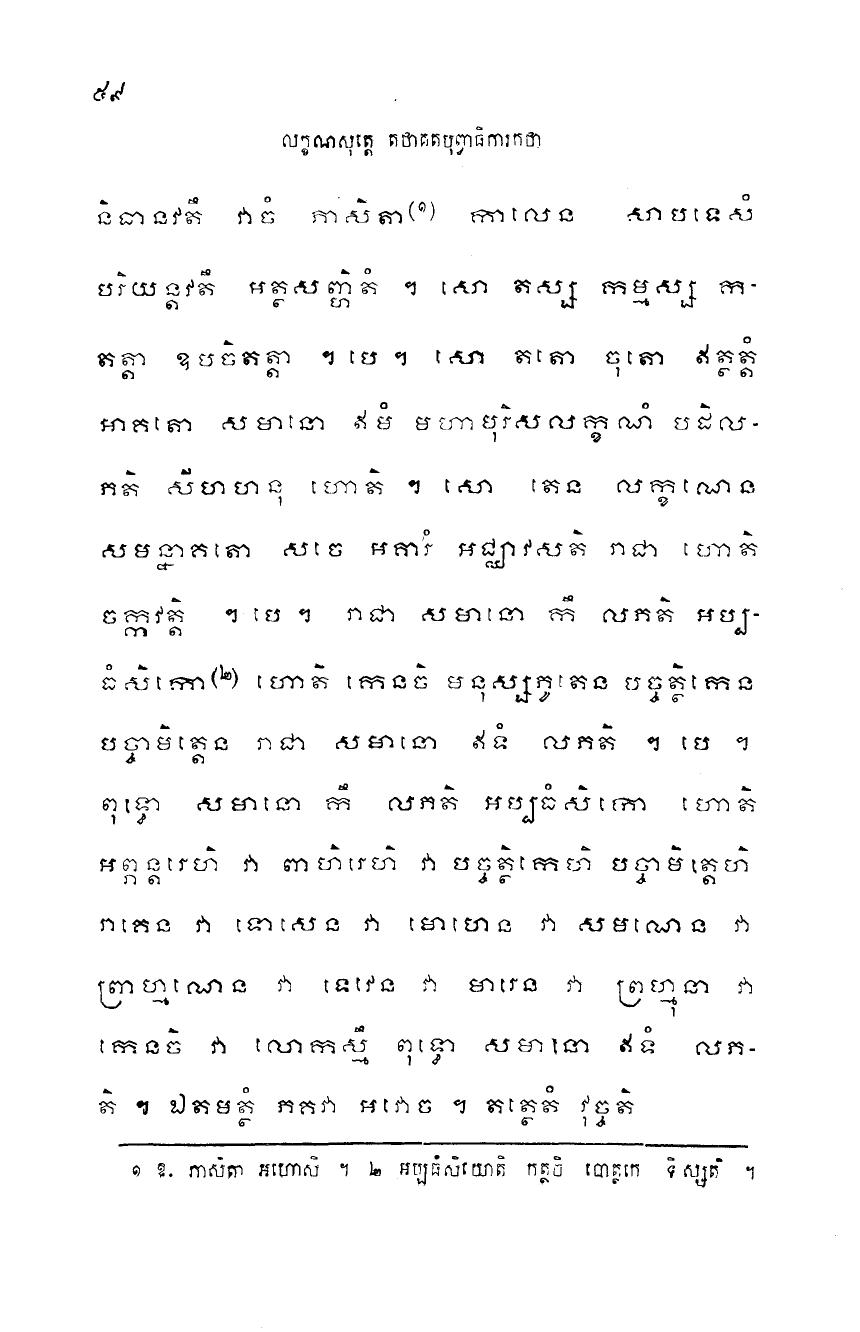 ៥៩
លក្ខណសុត្តេ តថាគតបុព្វាធិការកថា
និធានវតឹ វាចំ ភាសិតា(១) កាលេន សាបទេសំ
បរិយន្តវតឹ អត្ថសញ្ហិតំ ។ សោ តស្ស កម្មស្ស ក-
តត្តា ឧបចិតត្តា ។ បេ ។ សោ តតោ ចុតោ ឥត្ថត្តំ
អាគតោ សមានោ ឥមំ មហាបុរិសលក្ខណំ បដិល-
ភតិ សីហហនុ ហោតិ ។ សោ តេន លក្ខណេន
សមន្នាគតោ សចេ អគារំ អជ្ឈាវសតិ រាជា ហោតិ
ចក្កវត្តិ ។ បេ ។ រាជា សមានោ កឹ លភតិ អប្ប-
ធំសិកោ(២) ហោតិ កេនចិ មនុស្សភូតេន បច្ចត្ថិកេន
បច្ចាមិត្តេន រាជា សមានោ ឥទំ លភតិ ។ បេ ។
ពុទ្ធោ សមានោ កឹ លភតិ អប្បធំសិកោ ហោតិ
អព្ភន្តរេហិ វា ពាហិរេហិ វា បច្ចត្ថិកេហិ បច្ចាមិត្តេហិ
រាគេន វា ទោសេន វា មោហេន វា សមណេន វា
ព្រាហ្មណេន វា ទេវេន វា មារេន វា ព្រហ្មុនា វា
កេនចិ វា លោកស្មឹ ពុទ្ធោ សមានោ ឥទំ លភ-
តិ ។ ឯតមត្ថំ ភគវា អវោច ។ តត្ថេតំ វុច្ចតិ
១ ឱ. ភាសិតា អហោសិ ។ ២ អប្បធំសិយោតិ កត្ថចិ បោត្ថកេ ទិស្សតិ ។